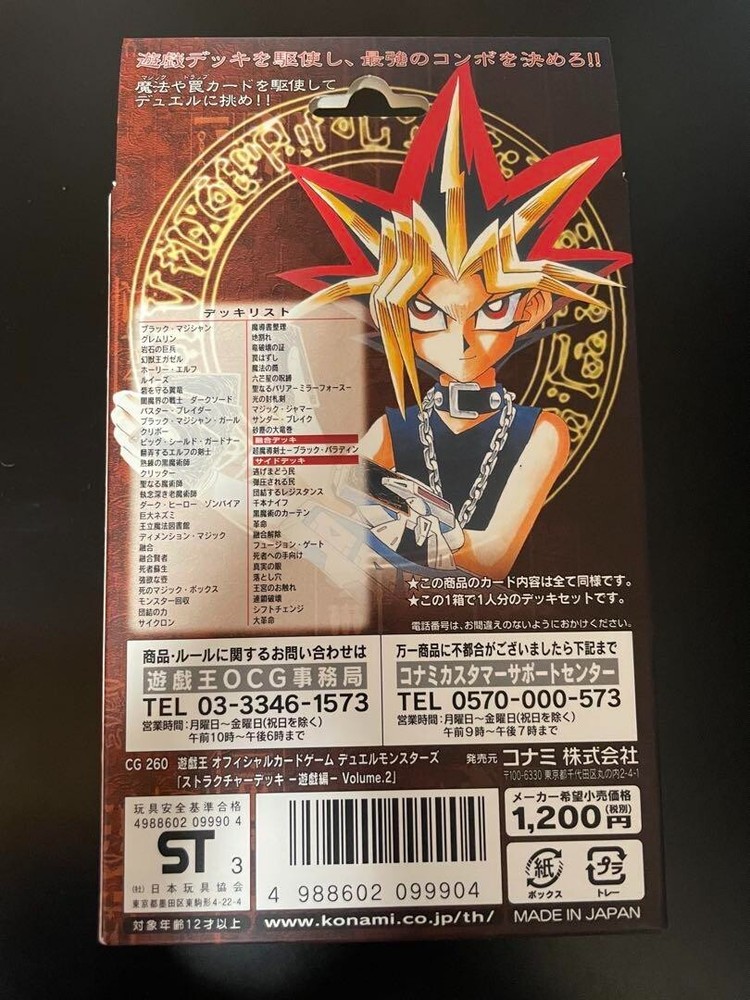 遊戯デッキを駆使し、最強のコンボを決めろ!!
マジック トラップ
魔法や罠カードを駆使して
デュエルに挑め!!
デッキリスト
ブラック・マジシャン
グレムリン
岩石の巨兵
幻獣王ガゼル
ホーリー・エルフ
ルイーズ
砦を守る翼竜
闇魔界の戦士 ダークソード
バスター・ブレイダー
ブラック・マジシャン・ガール
クリボー
ビッグ・シールド・ガードナー
翻弄するエルフの剣士
熟練の黒魔術師
クリッター
聖なる魔術師
執念深き老魔術師
ダーク・ヒーロー ゾンバイア
巨大ネズミ
王立魔法図書館
ディメンション・マジック
融合
融合賢者
死者蘇生
強欲な壺
死のマジック・ボックス
モンスター回収
団結の力
サイクロン
魔導書整理
地割れ
竜破壊の証
罠はずし
魔法の筒
六芒星の呪縛
聖なるバリアーミラーフォースー
光の封札剣
マジック・ジャマー
サンダー・ブレイク
砂塵の大竜巻
融合デッキ
超魔導剣士－ブラック・パラディン
サイドデッキ
逃げまどう民
弾圧される民
団結するレジスタンス
千本ナイフ
黒魔術のカーテン
革命
融合解除
フュージョン・ゲート
死者への手向け
真実の眼
落とし穴
王宮のお触れ
連鎖破壊
シフトチェンジ
大革命
★この商品のカード内容は全て同様です。
★この1箱で1人分のデッキセットです。
電話番号は、お間違えのないようにおかけください。
商品・ルールに関するお問い合わせは
遊戯王OCG事務局
TEL 03-3346-1573
営業時間:月曜日～金曜日(祝日を除く)
午前10時～午後6時まで
万一商品に不都合がございましたら下記まで
コナミカスタマーサポートセンター
TEL 0570-000-573
営業時間:月曜日～金曜日(祝日を除く)
午前9時～午後7時まで
CG 260 遊戯王 オフィシャルカードゲーム デュエルモンスターズ
「ストラクチャーデッキ －遊戯編－ Volume.2」
発売元 コナミ 株式会社
〒100-6330 東京都千代田区丸の内2-4-1
玩具安全基準合格
4988602 09990 4
ST 3
(社)日本玩具協会
東京都墨田区東駒形4-22-4
対象年齢12才以上
4 988602 099904
www.konami.co.jp/th/
メーカー希望小売価格
1,200円(税別)
紙
ボックス
プラ
トレー
MADE IN JAPAN